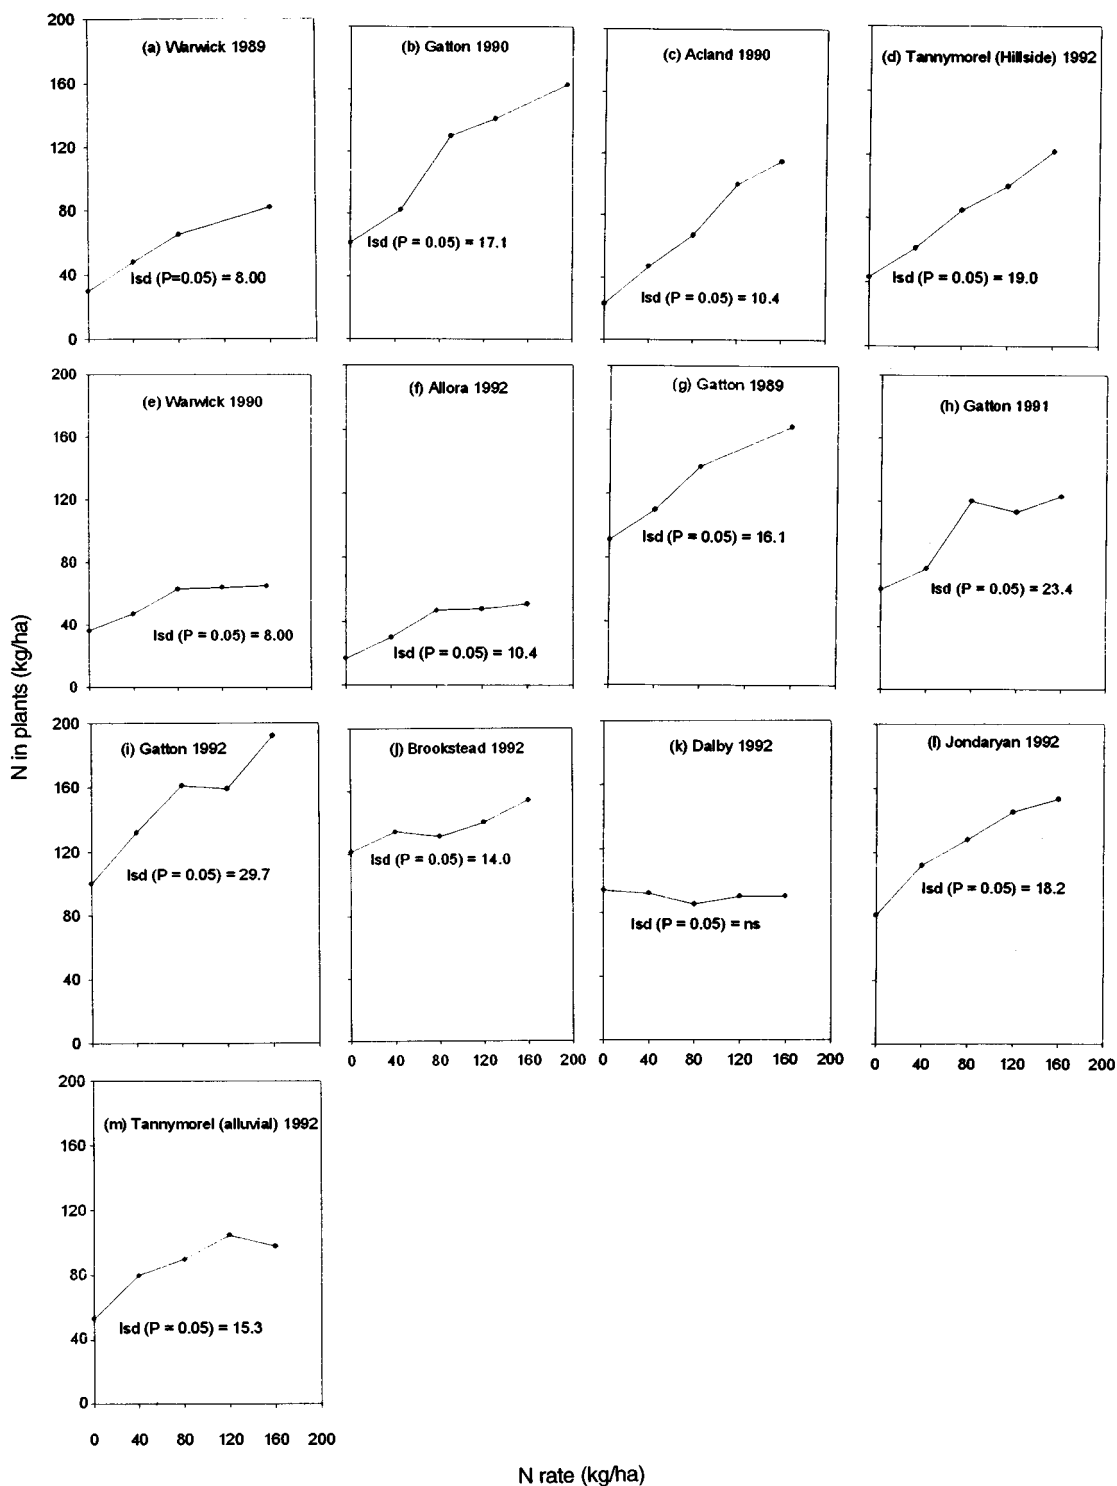 200
160
120
80
40
0
(a) Warwick 1989
lsd (P=0.05) = 8.00
(b) Gatton 1990
lsd (P = 0.05) = 17.1
(c) Acland 1990
lsd (P = 0.05) = 10.4
(d) Tannymorel (Hillside) 1992
lsd (P = 0.05) = 19.0
200
160
120
80
40
0
(e) Warwick 1990
lsd (P = 0.05) = 8.00
(f) Allora 1992
lsd (P = 0.05) = 10.4
(g) Gatton 1989
lsd (P = 0.05) = 16.1
(h) Gatton 1991
lsd (P = 0.05) = 23.4
N in plants (kg/ha)
200
160
120
80
40
0
(i) Gatton 1992
lsd (P = 0.05) = 29.7
(j) Brookstead 1992
lsd (P = 0.05) = 14.0
0 40 80 120 160 200
(k) Dalby 1992
lsd (P = 0.05) = ns
0 40 80 120 160 200
(l) Jondaryan 1992
lsd (P = 0.05) = 18.2
0 40 80 120 160 200
200
160
120
80
40
0
(m) Tannymorel (alluvial) 1992
lsd (P = 0.05) = 15.3
0 40 80 120 160 200
N rate (kg/ha)